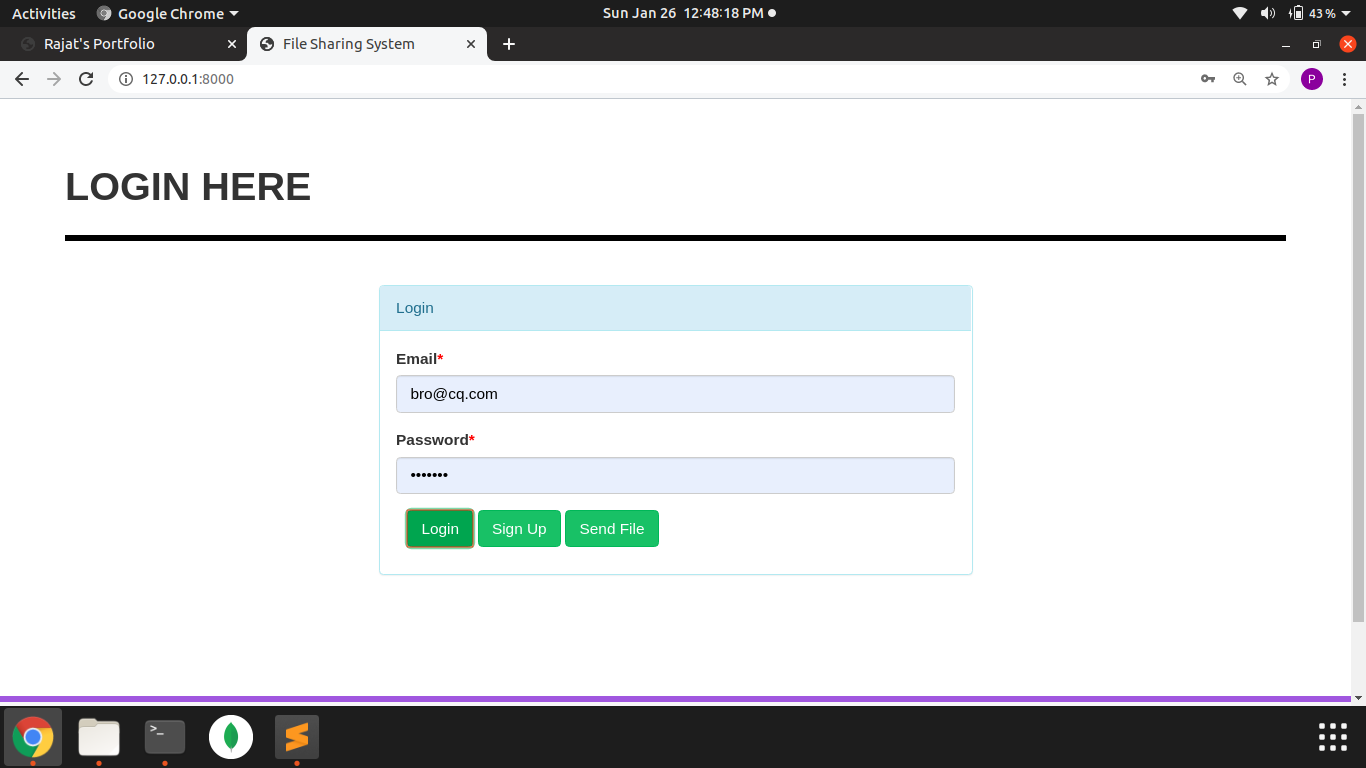 Activities Google Chrome Sun Jan 26 12:48:18 PM 43 %
Rajat's Portfolio File Sharing System
127.0.0.1:8000 P
LOGIN HERE
Login
Email*
bro@cq.com
Password*
•••••••
Login Sign Up Send File
>_